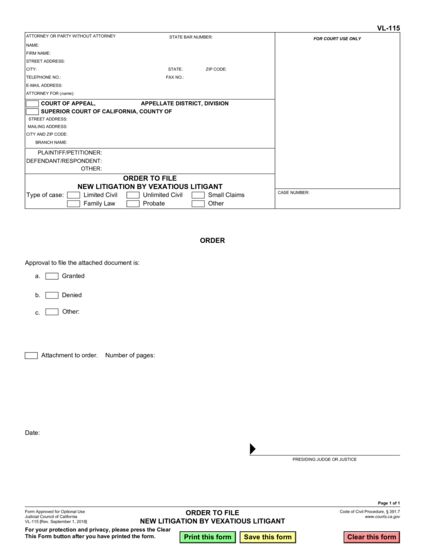 VL-115
ATTORNEY OR PARTY WITHOUT ATTORNEY STATE BAR NUMBER:
FOR COURT USE ONLY
NAME:
FIRM NAME:
STREET ADDRESS:
CITY: STATE: ZIP CODE:
TELEPHONE NO.: FAX NO.:
E-MAIL ADDRESS:
ATTORNEY FOR (name):
COURT OF APPEAL, APPELLATE DISTRICT, DIVISION
SUPERIOR COURT OF CALIFORNIA, COUNTY OF
STREET ADDRESS:
MAILING ADDRESS:
CITY AND ZIP CODE:
BRANCH NAME:
PLAINTIFF/PETITIONER:
DEFENDANT/RESPONDENT:
OTHER:
ORDER TO FILE
NEW LITIGATION BY VEXATIOUS LITIGANT
CASE NUMBER:
Type of case: Limited Civil Unlimited Civil Small Claims
Family Law Probate Other
ORDER
Approval to file the attached document is:
a. Granted
b. Denied
c. Other:
Attachment to order. Number of pages:
Date:
PRESIDING JUDGE OR JUSTICE
Page 1 of 1
Form Approved for Optional Use
Judicial Council of California
VL-115 [Rev. September 1, 2018]
ORDER TO FILE
NEW LITIGATION BY VEXATIOUS LITIGANT
Code of Civil Procedure, § 391.7
www.courts.ca.gov
For your protection and privacy, please press the Clear
This Form button after you have printed the form.
Print this form Save this form Clear this form